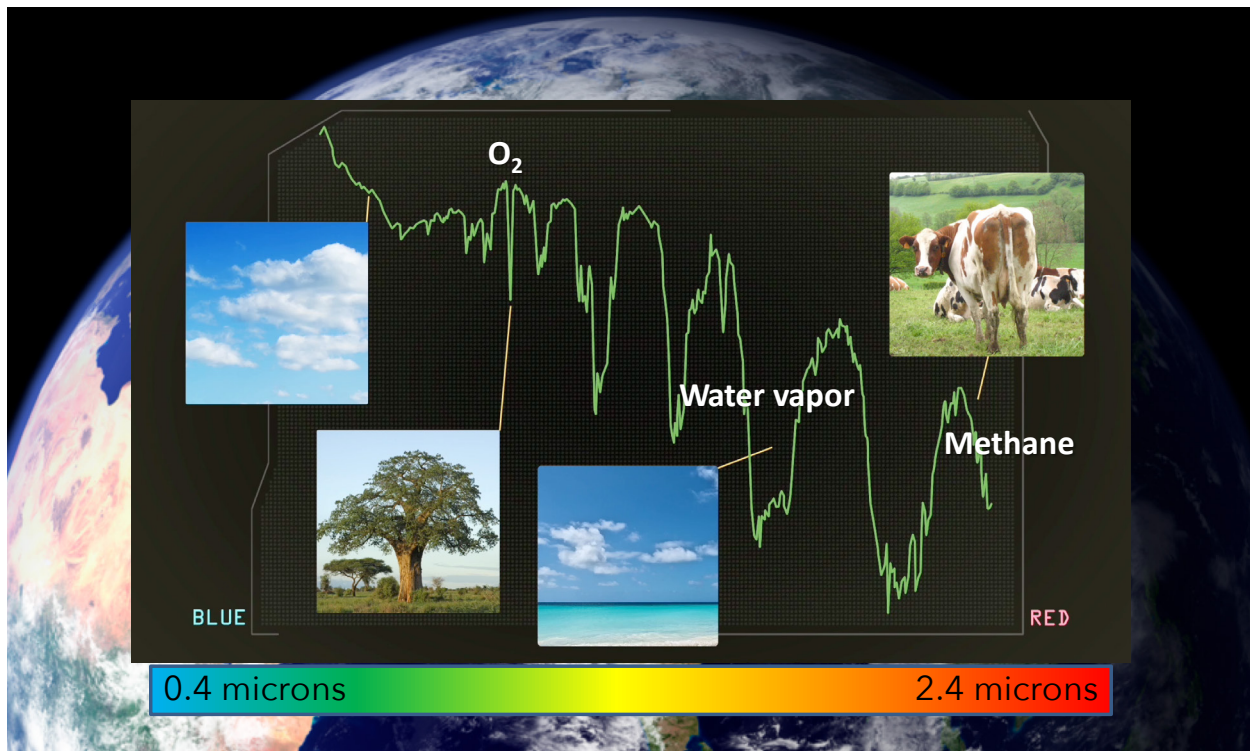 O₂
Water vapor
Methane
BLUE
RED
0.4 microns
2.4 microns